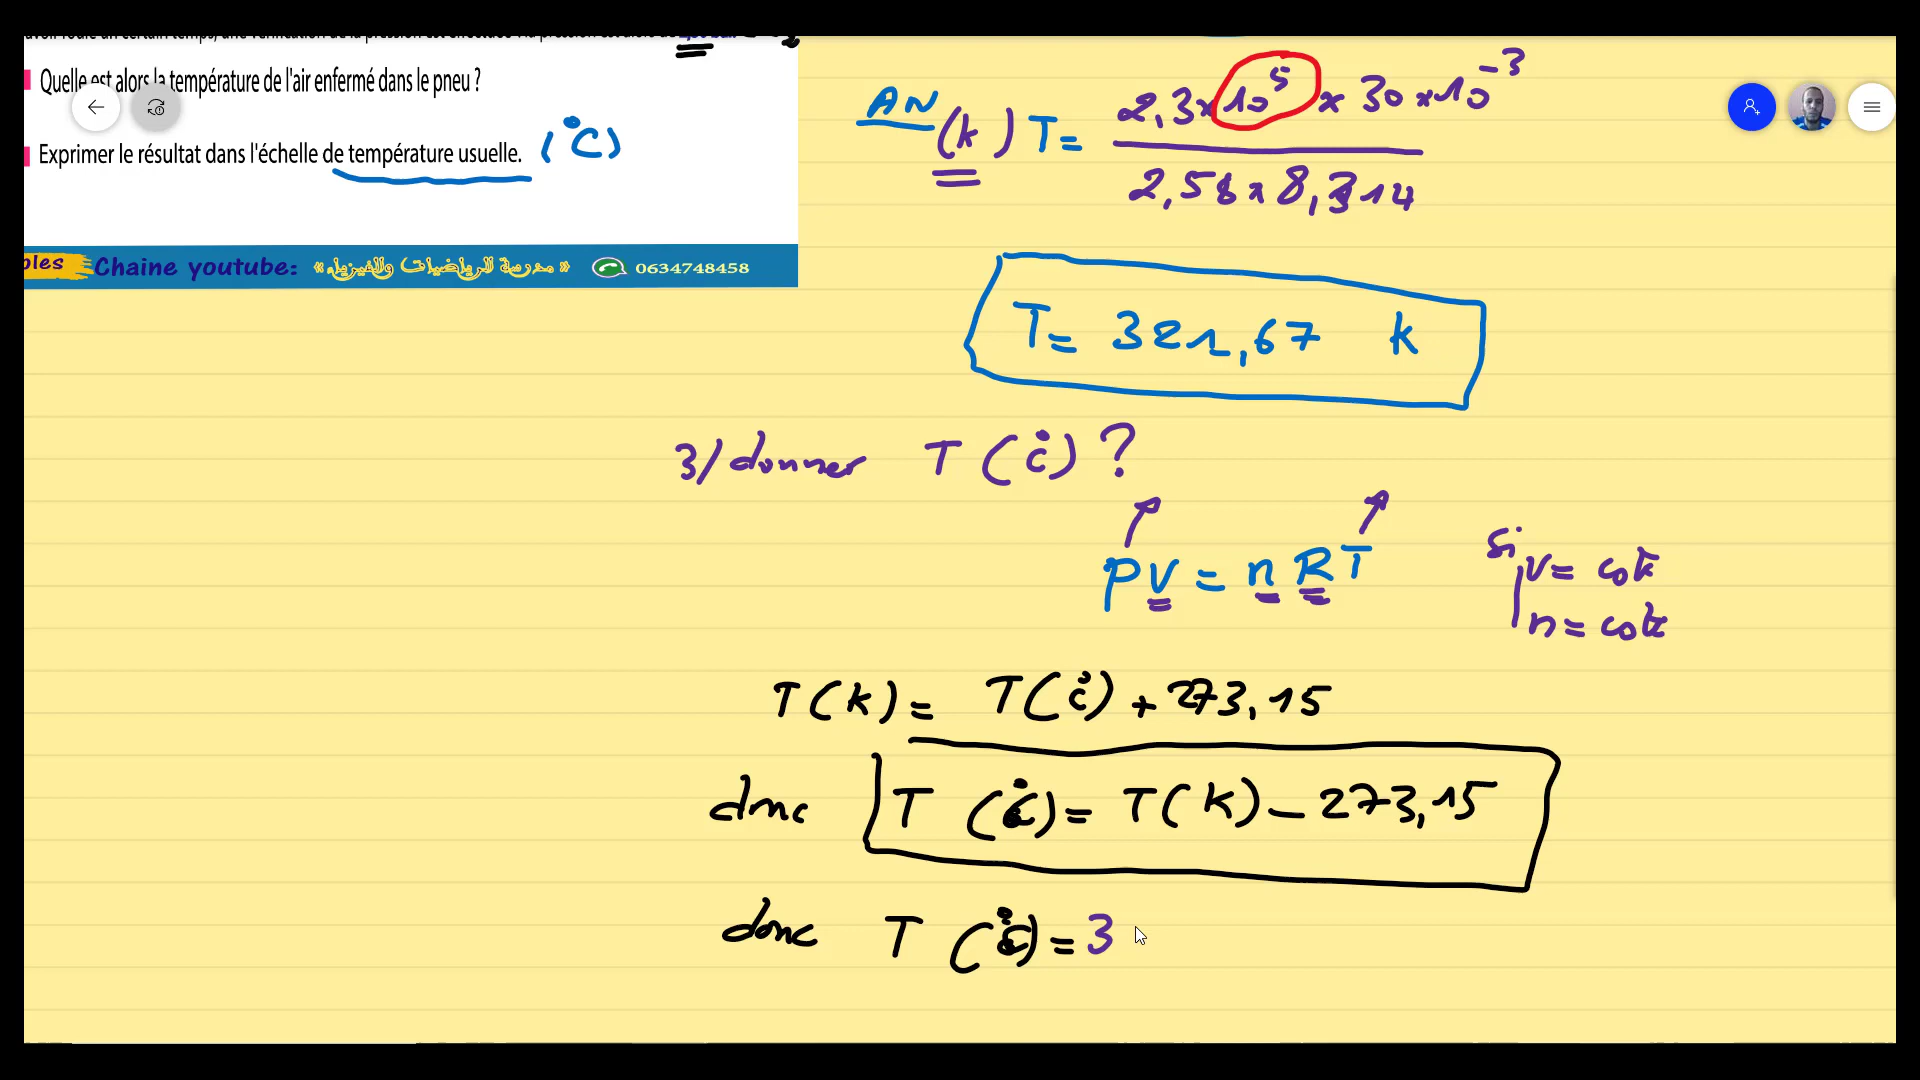 Quelle est alors la température de l'air enfermé dans le pneu ?
Exprimer le résultat dans l'échelle de température usuelle. (°C)
Chaine youtube: « مدرسة الرياضيات والفيزياء » 0634748458
AN (k) T= 2,3×10⁵ × 30×10⁻³
2,58×8,314
T= 321,67 k
3/ donner T (°c) ?
PV = n R T
si V= cste
n= cste
T(k) = T(°c) + 273,15
donc T (°c) = T(k) – 273,15
donc T (°c) = 3